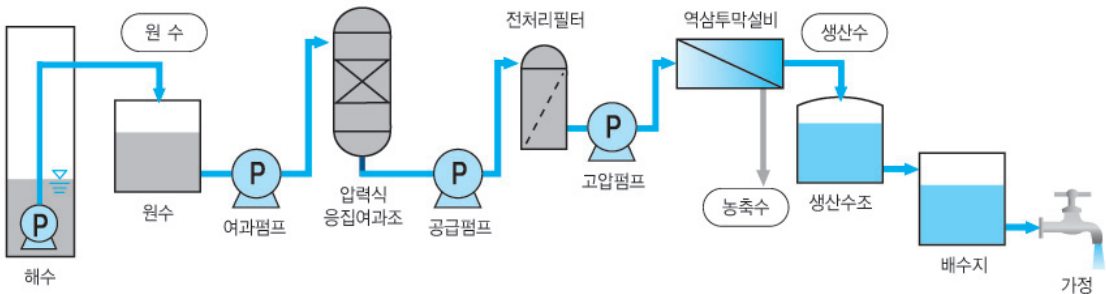 원 수
전처리필터
역삼투막설비
생산수
P
P
P
P
해수
원수
여과펌프
압력식
응집여과조
공급펌프
고압펌프
농축수
생산수조
배수지
가정